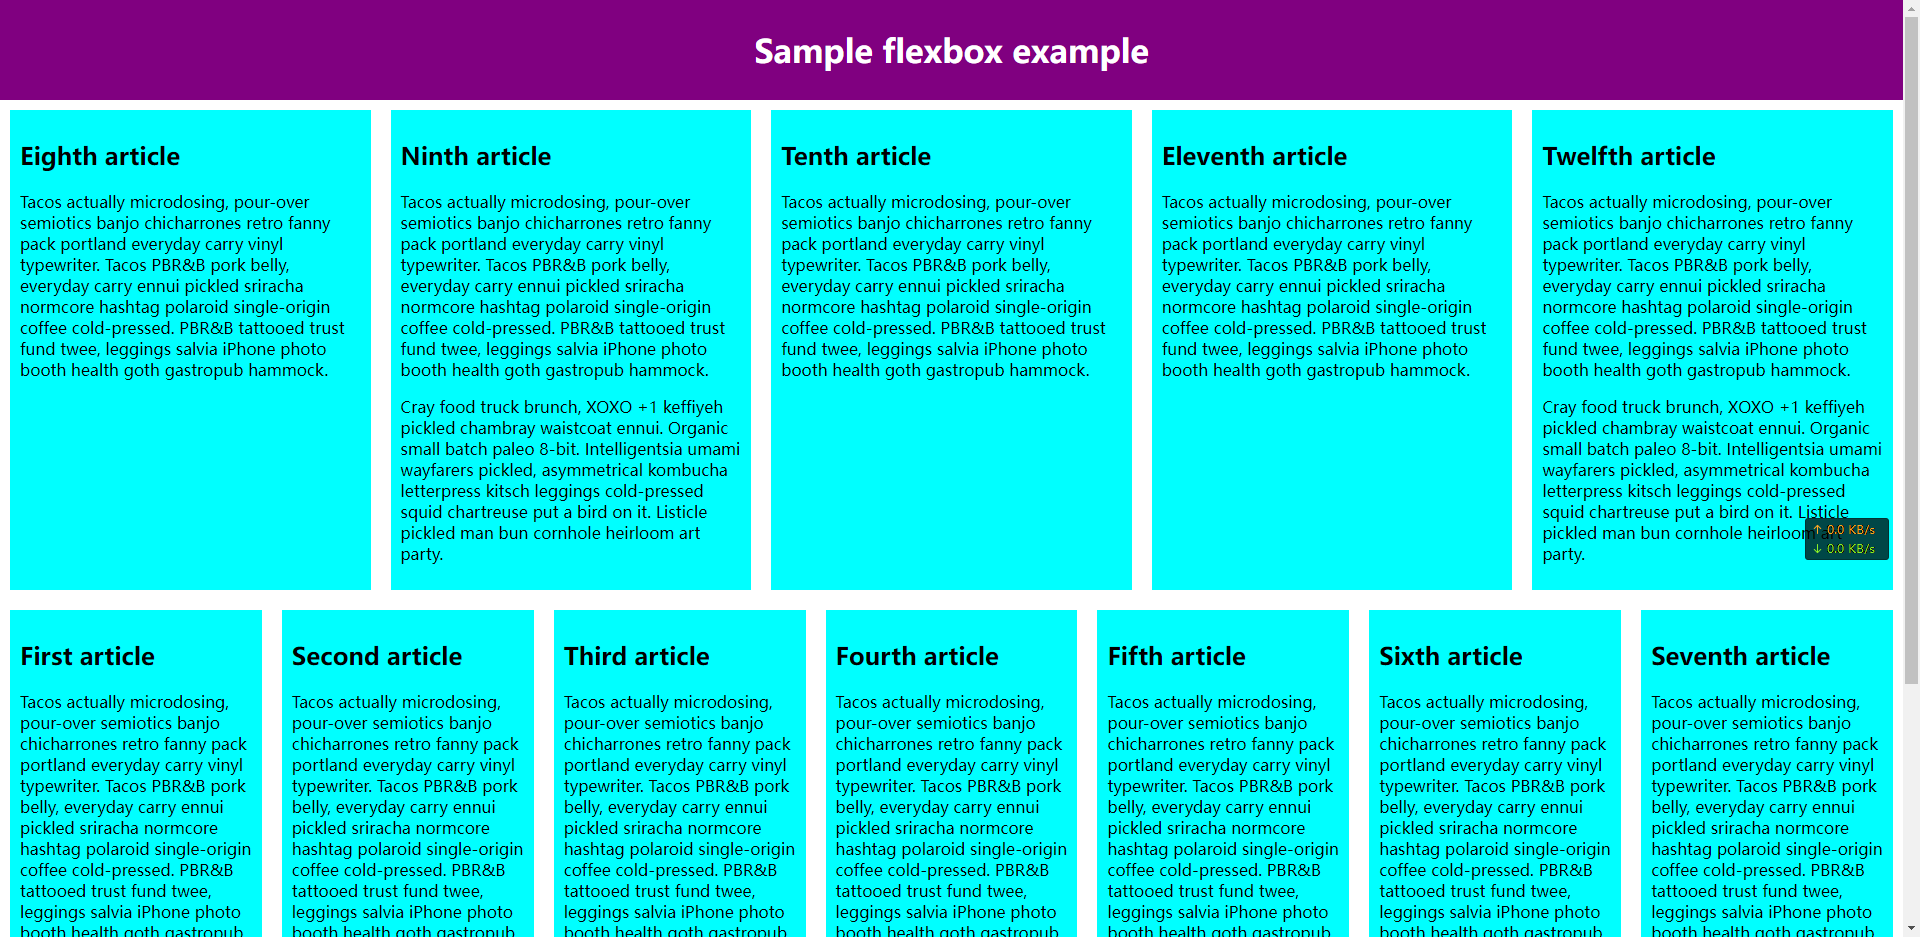 Sample flexbox example
Eighth article
Tacos actually microdosing, pour-over
semiotics banjo chicharrones retro fanny
pack portland everyday carry vinyl
typewriter. Tacos PBR&B pork belly,
everyday carry ennui pickled sriracha
normcore hashtag polaroid single-origin
coffee cold-pressed. PBR&B tattooed trust
fund twee, leggings salvia iPhone photo
booth health goth gastropub hammock.
Ninth article
Tacos actually microdosing, pour-over
semiotics banjo chicharrones retro fanny
pack portland everyday carry vinyl
typewriter. Tacos PBR&B pork belly,
everyday carry ennui pickled sriracha
normcore hashtag polaroid single-origin
coffee cold-pressed. PBR&B tattooed trust
fund twee, leggings salvia iPhone photo
booth health goth gastropub hammock.
Cray food truck brunch, XOXO +1 keffiyeh
pickled chambray waistcoat ennui. Organic
small batch paleo 8-bit. Intelligentsia umami
wayfarers pickled, asymmetrical kombucha
letterpress kitsch leggings cold-pressed
squid chartreuse put a bird on it. Listicle
pickled man bun cornhole heirloom art
party.
Tenth article
Tacos actually microdosing, pour-over
semiotics banjo chicharrones retro fanny
pack portland everyday carry vinyl
typewriter. Tacos PBR&B pork belly,
everyday carry ennui pickled sriracha
normcore hashtag polaroid single-origin
coffee cold-pressed. PBR&B tattooed trust
fund twee, leggings salvia iPhone photo
booth health goth gastropub hammock.
Eleventh article
Tacos actually microdosing, pour-over
semiotics banjo chicharrones retro fanny
pack portland everyday carry vinyl
typewriter. Tacos PBR&B pork belly,
everyday carry ennui pickled sriracha
normcore hashtag polaroid single-origin
coffee cold-pressed. PBR&B tattooed trust
fund twee, leggings salvia iPhone photo
booth health goth gastropub hammock.
Twelfth article
Tacos actually microdosing, pour-over
semiotics banjo chicharrones retro fanny
pack portland everyday carry vinyl
typewriter. Tacos PBR&B pork belly,
everyday carry ennui pickled sriracha
normcore hashtag polaroid single-origin
coffee cold-pressed. PBR&B tattooed trust
fund twee, leggings salvia iPhone photo
booth health goth gastropub hammock.
Cray food truck brunch, XOXO +1 keffiyeh
pickled chambray waistcoat ennui. Organic
small batch paleo 8-bit. Intelligentsia umami
wayfarers pickled, asymmetrical kombucha
letterpress kitsch leggings cold-pressed
squid chartreuse put a bird on it. Listicle
pickled man bun cornhole heirloom art
party.
↑ 0.0 KB/s
↓ 0.0 KB/s
First article
Tacos actually microdosing,
pour-over semiotics banjo
chicharrones retro fanny pack
portland everyday carry vinyl
typewriter. Tacos PBR&B pork
belly, everyday carry ennui
pickled sriracha normcore
hashtag polaroid single-origin
coffee cold-pressed. PBR&B
tattooed trust fund twee,
leggings salvia iPhone photo
booth health goth gastropub
Second article
Tacos actually microdosing,
pour-over semiotics banjo
chicharrones retro fanny pack
portland everyday carry vinyl
typewriter. Tacos PBR&B pork
belly, everyday carry ennui
pickled sriracha normcore
hashtag polaroid single-origin
coffee cold-pressed. PBR&B
tattooed trust fund twee,
leggings salvia iPhone photo
booth health goth gastropub
Third article
Tacos actually microdosing,
pour-over semiotics banjo
chicharrones retro fanny pack
portland everyday carry vinyl
typewriter. Tacos PBR&B pork
belly, everyday carry ennui
pickled sriracha normcore
hashtag polaroid single-origin
coffee cold-pressed. PBR&B
tattooed trust fund twee,
leggings salvia iPhone photo
booth health goth gastropub
Fourth article
Tacos actually microdosing,
pour-over semiotics banjo
chicharrones retro fanny pack
portland everyday carry vinyl
typewriter. Tacos PBR&B pork
belly, everyday carry ennui
pickled sriracha normcore
hashtag polaroid single-origin
coffee cold-pressed. PBR&B
tattooed trust fund twee,
leggings salvia iPhone photo
booth health goth gastropub
Fifth article
Tacos actually microdosing,
pour-over semiotics banjo
chicharrones retro fanny pack
portland everyday carry vinyl
typewriter. Tacos PBR&B pork
belly, everyday carry ennui
pickled sriracha normcore
hashtag polaroid single-origin
coffee cold-pressed. PBR&B
tattooed trust fund twee,
leggings salvia iPhone photo
booth health goth gastropub
Sixth article
Tacos actually microdosing,
pour-over semiotics banjo
chicharrones retro fanny pack
portland everyday carry vinyl
typewriter. Tacos PBR&B pork
belly, everyday carry ennui
pickled sriracha normcore
hashtag polaroid single-origin
coffee cold-pressed. PBR&B
tattooed trust fund twee,
leggings salvia iPhone photo
booth health goth gastropub
Seventh article
Tacos actually microdosing,
pour-over semiotics banjo
chicharrones retro fanny pack
portland everyday carry vinyl
typewriter. Tacos PBR&B pork
belly, everyday carry ennui
pickled sriracha normcore
hashtag polaroid single-origin
coffee cold-pressed. PBR&B
tattooed trust fund twee,
leggings salvia iPhone photo
booth health goth gastropub